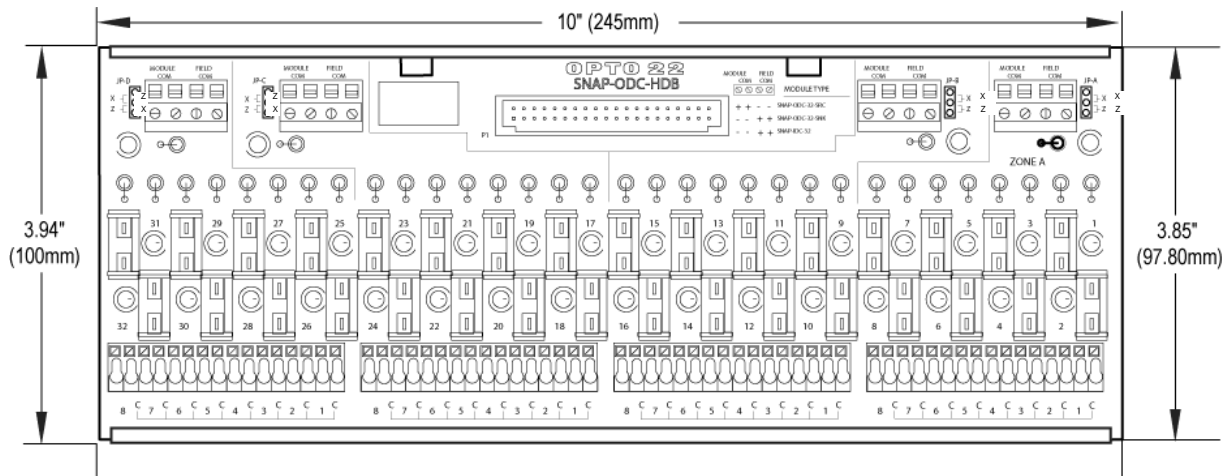 10" (245mm)
OPTO 22
SNAP-ODC-HDB
MODULE COM FIELD COM
JP-D
X Z
Z X
MODULE COM FIELD COM
JP-C
X Z
Z X
MODULE COM FIELD COM MODULE TYPE
+ + - - SNAP-ODC-32-SRC
- - + + SNAP-ODC-32-SNK
- - + + SNAP-IDC-32
P1
MODULE COM FIELD COM
JP-B
X X
Z Z
MODULE COM FIELD COM
JP-A
X X
Z Z
ZONE A
3.94"
(100mm)
3.85"
(97.80mm)
31 29 27 25 23 21 19 17 15 13 11 9 7 5 3 1
32 30 28 26 24 22 20 18 16 14 12 10 8 6 4 2
8 C 7 C 6 C 5 C 4 C 3 C 2 C 1 C
8 C 7 C 6 C 5 C 4 C 3 C 2 C 1 C
8 C 7 C 6 C 5 C 4 C 3 C 2 C 1 C
8 C 7 C 6 C 5 C 4 C 3 C 2 C 1 C